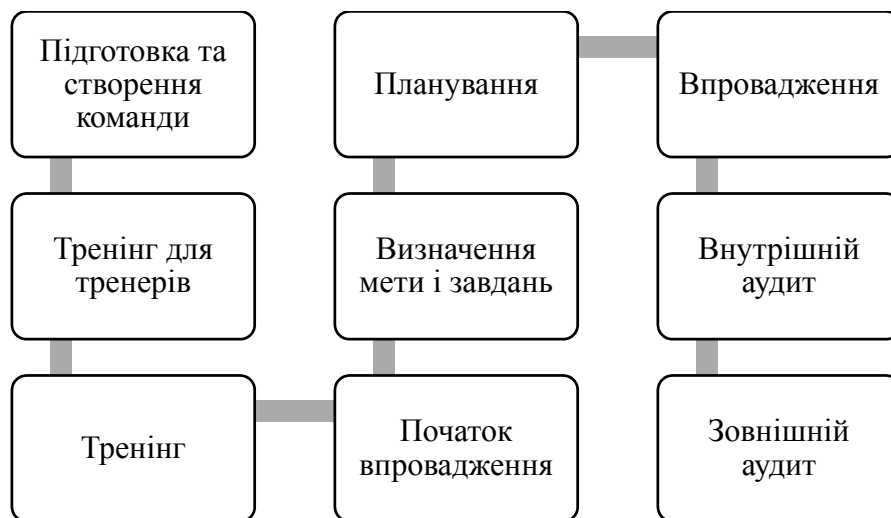 Підготовка та
створення
команди
Тренінг для
тренерів
Тренінг
Початок
впровадження
Визначення
мети і завдань
Планування
Впровадження
Внутрішній
аудит
Зовнішній
аудит